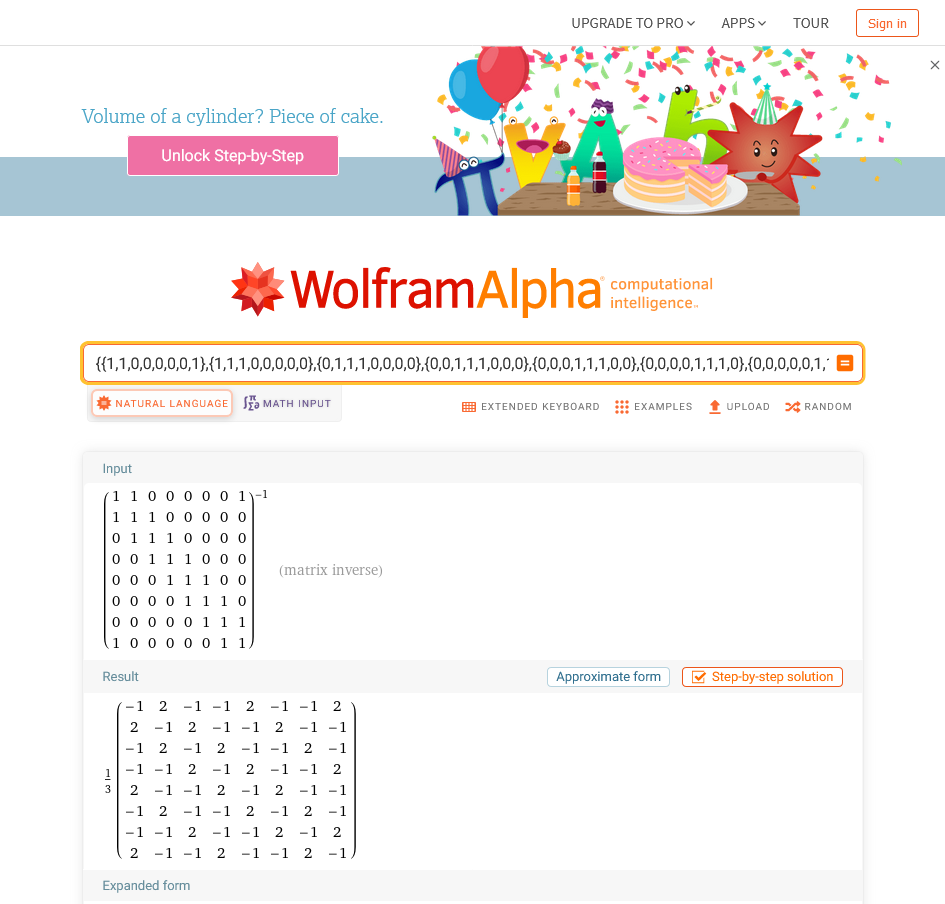 UPGRADE TO PRO APPS TOUR Sign in
Volume of a cylinder? Piece of cake.
Unlock Step-by-Step
WolframAlpha computational intelligence™
{{1,1,0,0,0,0,0,1},{1,1,1,0,0,0,0,0},{0,1,1,1,0,0,0,0},{0,0,1,1,1,0,0,0},{0,0,0,1,1,1,0,0},{0,0,0,0,1,1,1,0},{0,0,0,0,0,1,
NATURAL LANGUAGE MATH INPUT EXTENDED KEYBOARD EXAMPLES UPLOAD RANDOM
Input
1 1 0 0 0 0 0 1 −1
1 1 1 0 0 0 0 0
0 1 1 1 0 0 0 0
0 0 1 1 1 0 0 0
0 0 0 1 1 1 0 0
0 0 0 0 1 1 1 0
0 0 0 0 0 1 1 1
1 0 0 0 0 0 1 1
(matrix inverse)
Result Approximate form Step-by-step solution
1/3
−1 2 −1 −1 2 −1 −1 2
2 −1 2 −1 −1 2 −1 −1
−1 2 −1 2 −1 −1 2 −1
−1 −1 2 −1 2 −1 −1 2
2 −1 −1 2 −1 2 −1 −1
−1 2 −1 −1 2 −1 2 −1
−1 −1 2 −1 −1 2 −1 2
2 −1 −1 2 −1 −1 2 −1
Expanded form